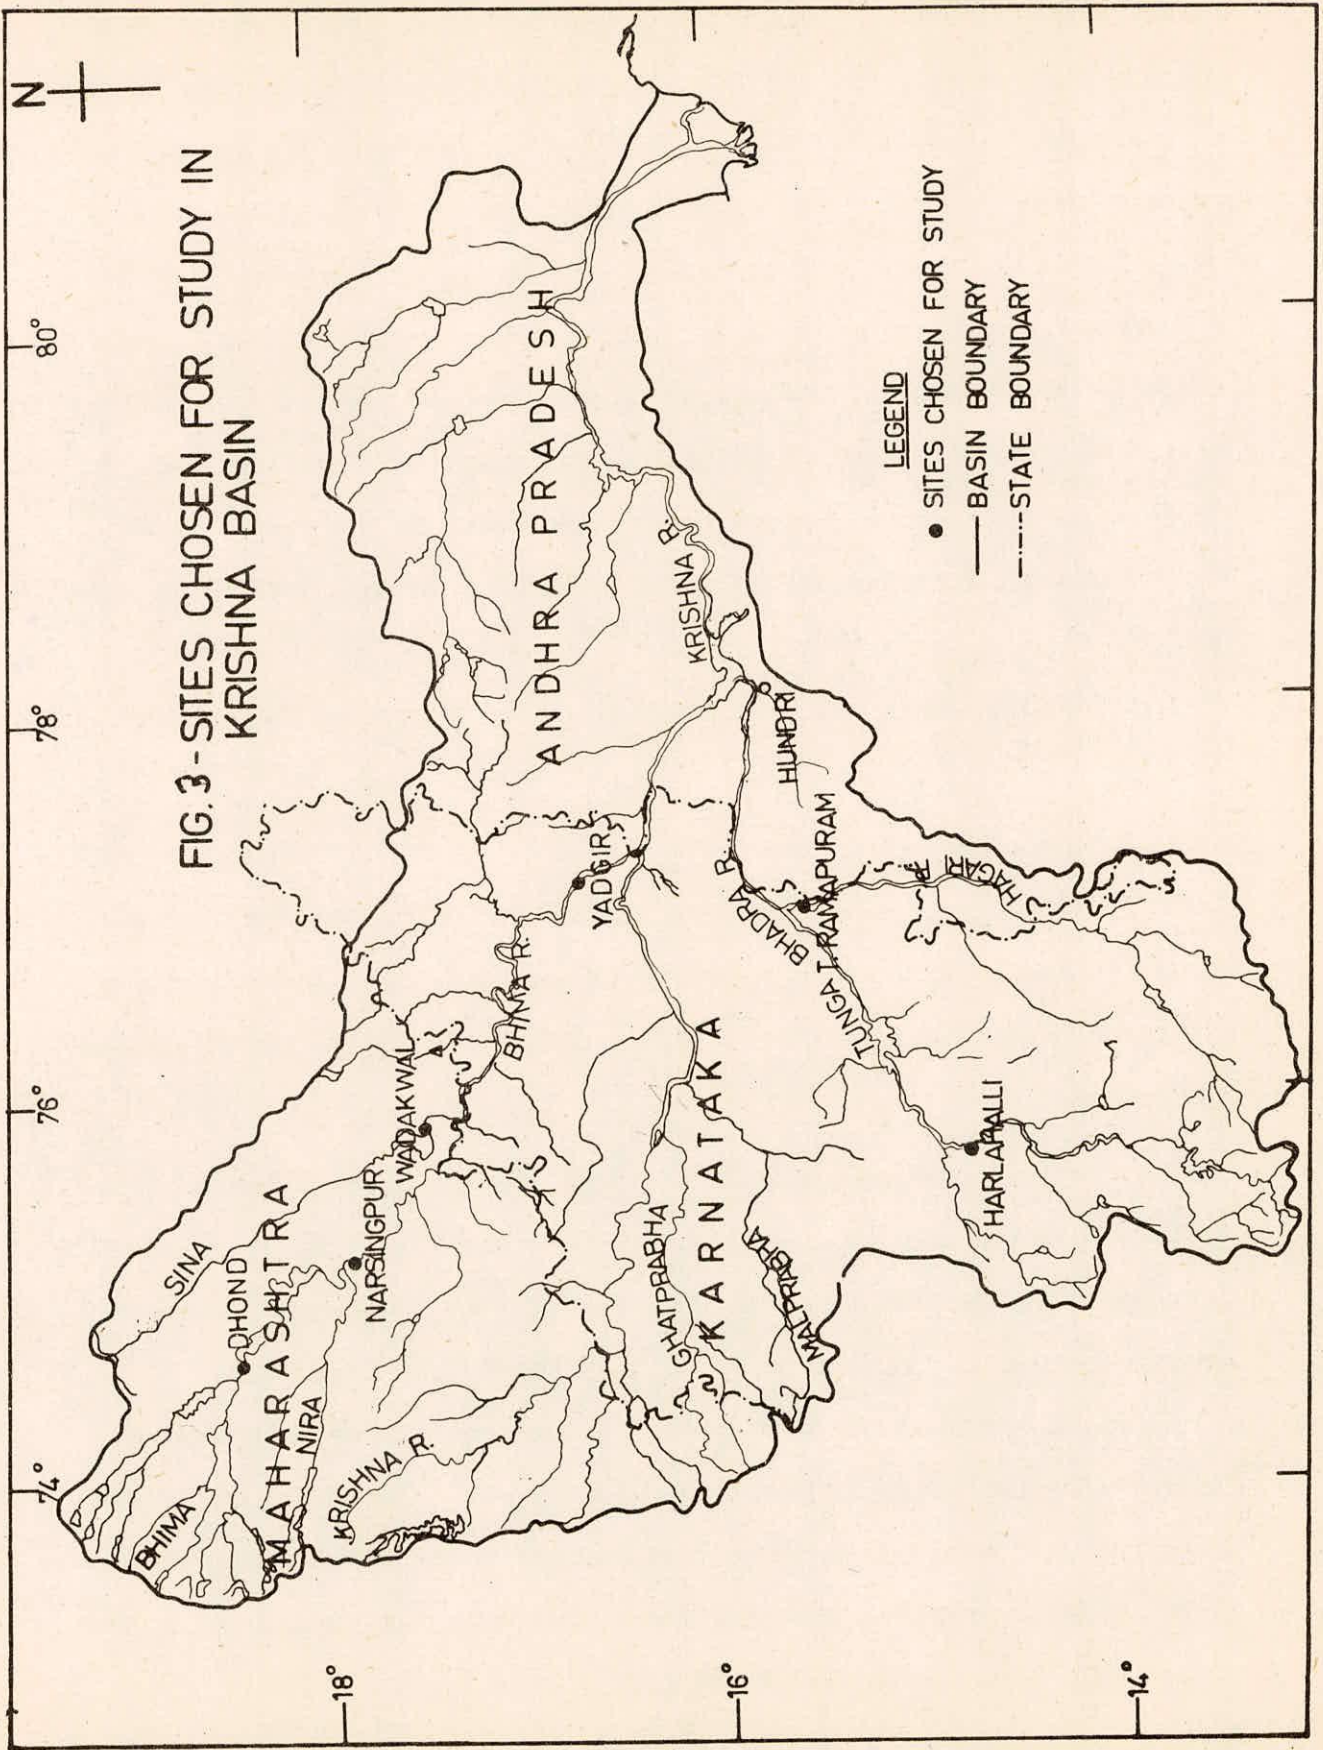 N
FIG. 3 - SITES CHOSEN FOR STUDY IN
KRISHNA BASIN
74°
76°
78°
80°
18°
16°
14°
BHIMA
SINA
DHOND
MAHARASHTRA
NIRA
KRISHNA R.
NARSINGPUR
WADAKWAL
BHIMA R.
YADGIR
ANDHRA PRADESH
KRISHNA R.
GHATPRABHA
KARNATAKA
MALPRABHA
TUNGA BHADRA R.
T. RAMAPURAM
HUNDRI
HAGARI R.
HARLAHALLI
LEGEND
● SITES CHOSEN FOR STUDY
— BASIN BOUNDARY
—·—·- STATE BOUNDARY